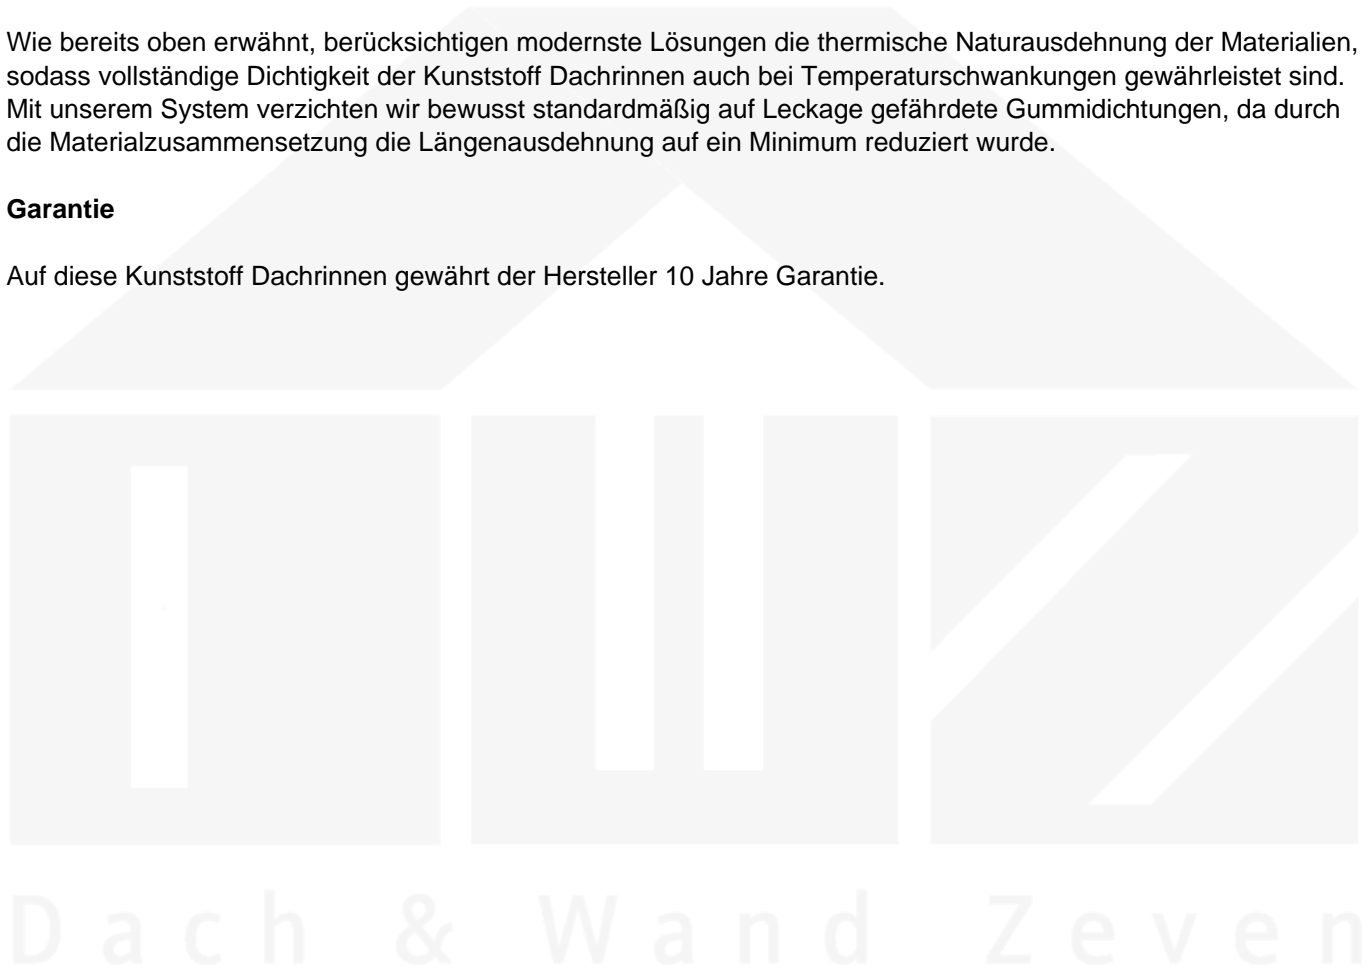 Wie bereits oben erwähnt, berücksichtigen modernste Lösungen die thermische Naturausdehnung der Materialien,
sodass vollständige Dichtigkeit der Kunststoff Dachrinnen auch bei Temperaturschwankungen gewährleistet sind.
Mit unserem System verzichten wir bewusst standardmäßig auf Leckage gefährdete Gummidichtungen, da durch
die Materialzusammensetzung die Längenausdehnung auf ein Minimum reduziert wurde.
Garantie
Auf diese Kunststoff Dachrinnen gewährt der Hersteller 10 Jahre Garantie.
Dach & Wand Zeven